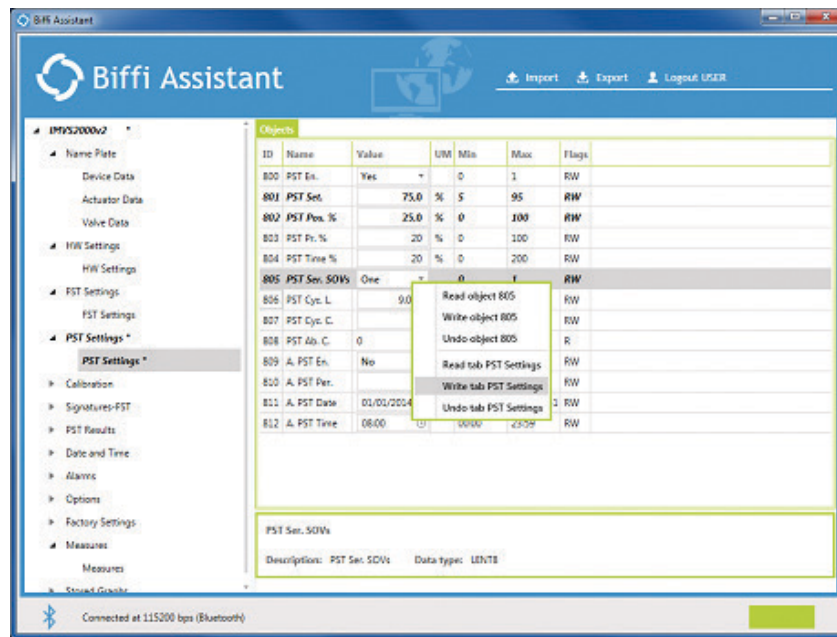 Biffi Assistant
Biffi Assistant
Import Export Logout USER
IMVS2000v2 *
Name Plate
Device Data
Actuator Data
Valve Data
HW Settings
HW Settings
FST Settings
FST Settings
PST Settings *
PST Settings *
Calibration
Signatures-FST
PST Results
Date and Time
Alarms
Options
Factory Settings
Measures
Measures
Stored Graphs
Objects
ID Name Value UM Min Max Flags
800 PST En. Yes 0 1 RW
801 PST Set. 75.0 % 5 95 RW
802 PST Pos. % 25.0 % 0 100 RW
803 PST Pr. % 20 % 0 100 RW
804 PST Time % 20 % 0 200 RW
805 PST Ser. SOVs One 0 1 RW
806 PST Cyc. L. 9.0 RW
807 PST Cyc. C. RW
808 PST Ab. C. 0 R
809 A. PST En. No RW
810 A. PST Per. RW
811 A. PST Date 01/01/2014 1 RW
812 A. PST Time 08:00 00:00 23:59 RW
Read object 805
Write object 805
Undo object 805
Read tab PST Settings
Write tab PST Settings
Undo tab PST Settings
PST Ser. SOVs
Description: PST Ser. SOVs Data type: UINT8
Connected at 115200 bps (Bluetooth)